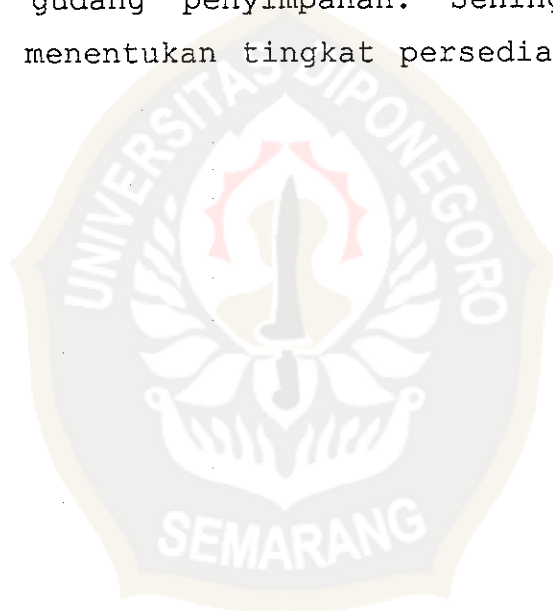 gudang penyimpanan.
menentukan tingkat
UNIVERSITAS DIPONEGORO
SEMARANG